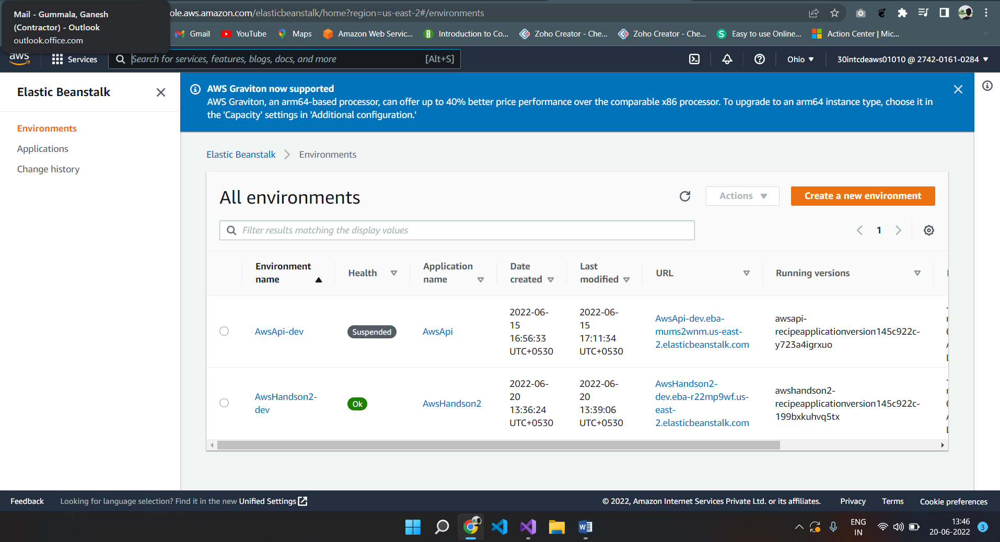 Mail - Gummala, Ganesh
(Contractor) - Outlook
outlook.office.com
ole.aws.amazon.com/elasticbeanstalk/home?region=us-east-2#/environments
Gmail
YouTube
Maps
Amazon Web Servic...
Introduction to Co...
Zoho Creator - Che...
Zoho Creator - Che...
Easy to use Online...
Action Center | Mic...
aws
Services
Search for services, features, blogs, docs, and more
[Alt+S]
Ohio
30intcdeaws01010 @ 2742-0161-0284
Elastic Beanstalk
Environments
Applications
Change history
AWS Graviton now supported
AWS Graviton, an arm64-based processor, can offer up to 40% better price performance over the comparable x86 processor. To upgrade to an arm64 instance type, choose it in
the 'Capacity' settings in 'Additional configuration.'
Elastic Beanstalk
Environments
All environments
Actions
Create a new environment
Filter results matching the display values
1
Environment
name
Health
Application
name
Date
created
Last
modified
URL
Running versions
AwsApi-dev
Suspended
AwsApi
2022-06-
15
16:56:33
UTC+0530
2022-06-
15
17:11:34
UTC+0530
AwsApi-dev.eba-
mums2wnm.us-east-
2.elasticbeanstalk.com
awsapi-
recipeapplicationversion145c922c-
y723a4igrxuo
AwsHandson2-
dev
Ok
AwsHandson2
2022-06-
20
13:36:24
UTC+0530
2022-06-
20
13:39:06
UTC+0530
AwsHandson2-
dev.eba-r22mp9wf.us-
east-
2.elasticbeanstalk.com
awshandson2-
recipeapplicationversion145c922c-
199bxkuhvq5tx
Feedback
Looking for language selection? Find it in the new Unified Settings
© 2022, Amazon Internet Services Private Ltd. or its affiliates.
Privacy
Terms
Cookie preferences
ENG
IN
13:46
20-06-2022
3